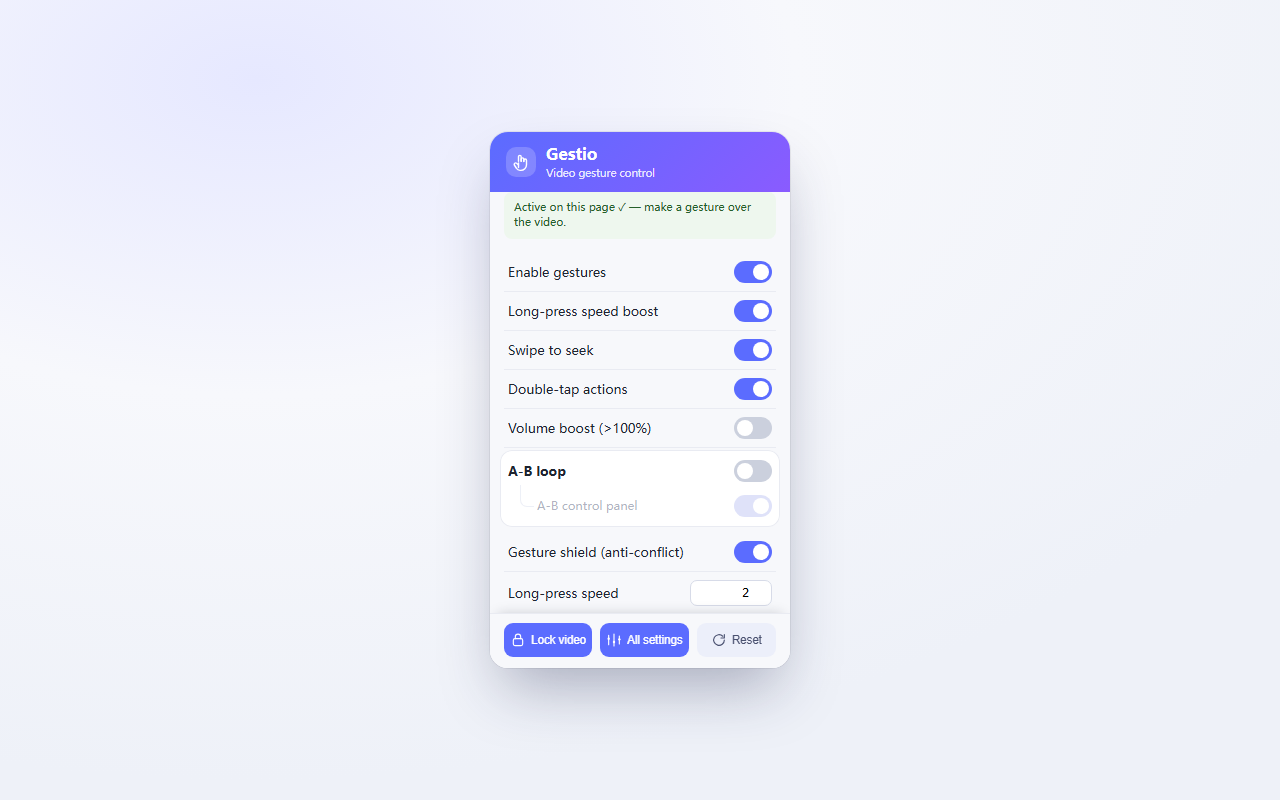 Gestio
Video gesture control
Active on this page ✓ — make a gesture over
the video.
Enable gestures
Long-press speed boost
Swipe to seek
Double-tap actions
Volume boost (>100%)
A-B loop
A-B control panel
Gesture shield (anti-conflict)
Long-press speed
2
Lock video
All settings
Reset